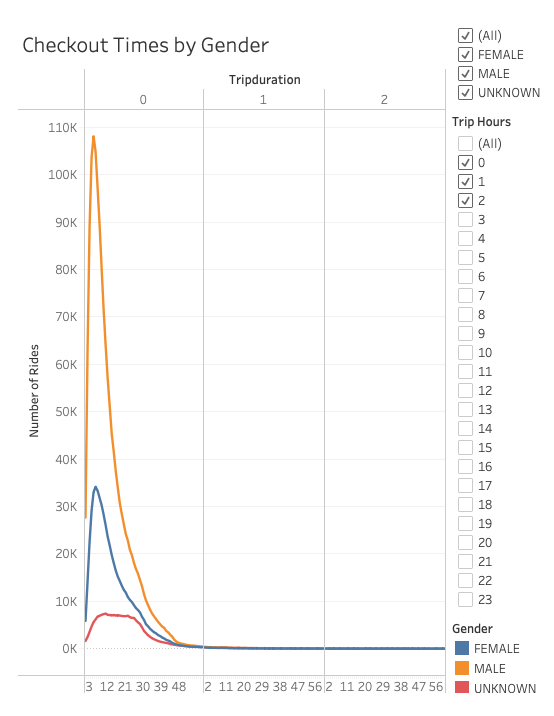 Checkout Times by Gender
Tripduration
0 1 2
110K
100K
90K
80K
70K
60K
50K
40K
30K
20K
10K
0K
Number of Rides
3 12 21 30 39 48 2 11 20 29 38 47 56 2 11 20 29 38 47 56
(All)
FEMALE
MALE
UNKNOWN
Trip Hours
(All)
0
1
2
3
4
5
6
7
8
9
10
11
12
13
14
15
16
17
18
19
20
21
22
23
Gender
FEMALE
MALE
UNKNOWN